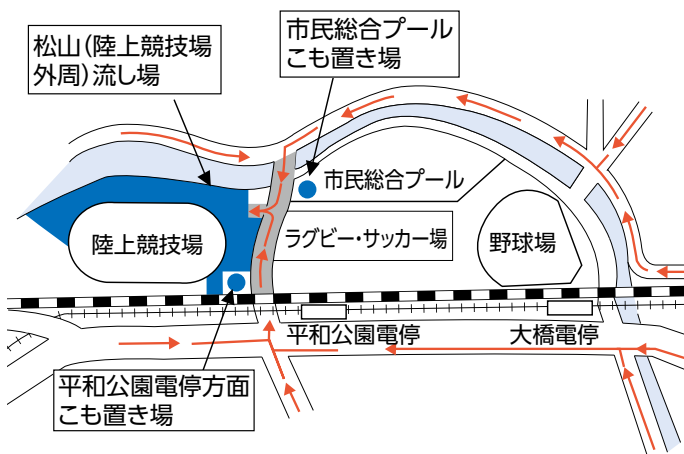 松山(陸上競技場
外周)流し場
市民総合プール
こも置き場
市民総合プール
陸上競技場
ラグビー・サッカー場
野球場
平和公園電停
大橋電停
平和公園電停方面
こも置き場